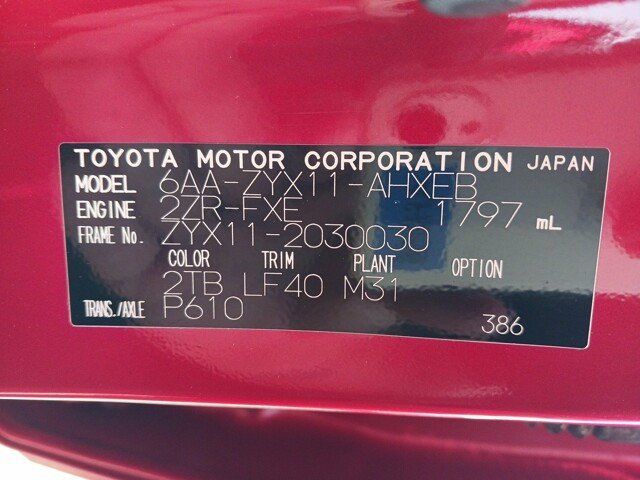 TOYOTA MOTOR CORPORATION JAPAN
MODEL 6AA-ZYX11-AHXEB
ENGINE 2ZR-FXE 1797 mL
FRAME No. ZYX11-2030030
COLOR TRIM PLANT OPTION
2TB LF40 M31
TRANS./AXLE P610
386